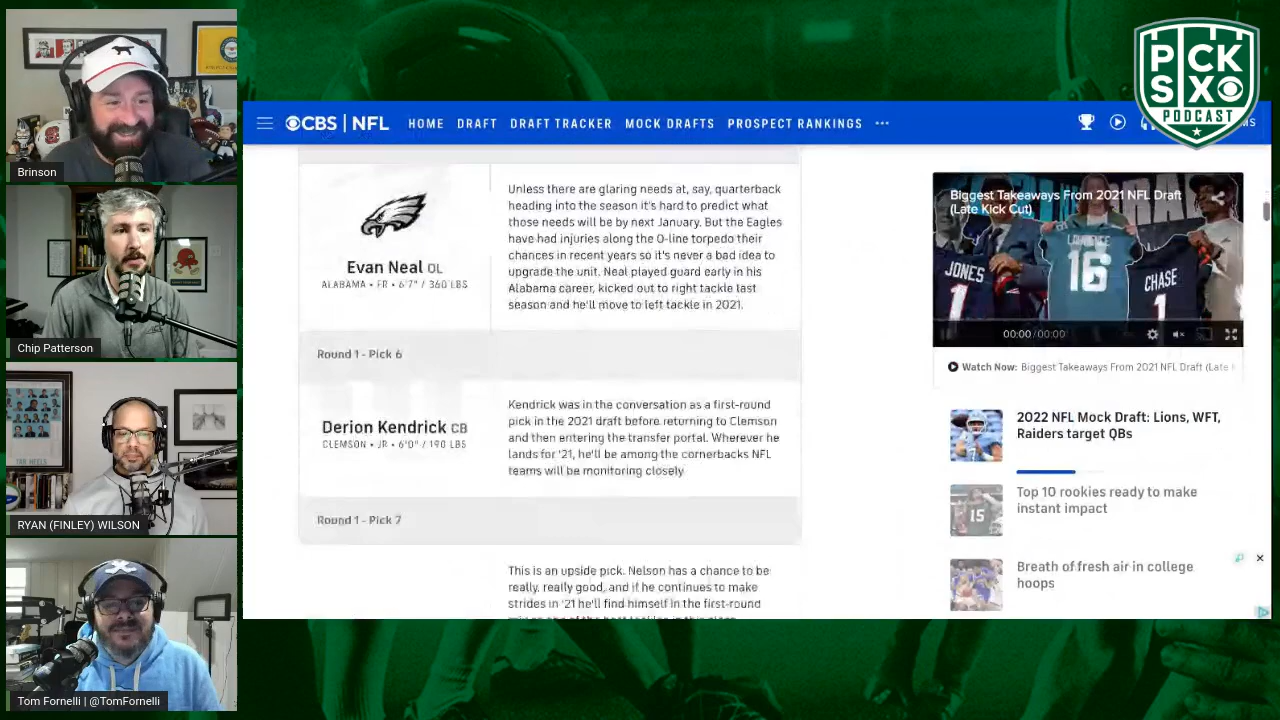 Brinson
Chip Patterson
RYAN (FINLEY) WILSON
Tom Fornelli | @TomFornelli
PICK
SIX
PODCAST
CBS | NFL
HOME
DRAFT
DRAFT TRACKER
MOCK DRAFTS
PROSPECT RANKINGS
Evan Neal OL
ALABAMA • FR • 6'7" / 360 LBS
Unless there are glaring needs at, say, quarterback
heading into the season it's hard to predict what
those needs will be by next January. But the Eagles
have had injuries along the O-line torpedo their
chances in recent years so it's never a bad idea to
upgrade the unit. Neal played guard early in his
Alabama career, kicked out to right tackle last
season and he'll move to left tackle in 2021.
Round 1 - Pick 6
Derion Kendrick CB
CLEMSON • JR • 6'0" / 190 LBS
Kendrick was in the conversation as a first-round
pick in the 2021 draft before returning to Clemson
and then entering the transfer portal. Wherever he
lands for '21, he'll be among the cornerbacks NFL
teams will be monitoring closely
Round 1 - Pick 7
This is an upside pick. Nelson has a chance to be
really, really good, and if he continues to make
strides in '21 he'll find himself in the first-round
Biggest Takeaways From 2021 NFL Draft
(Late Kick Cut)
JONES
1
LAWRENCE
16
CHASE
1
00:00/00:00
Watch Now: Biggest Takeaways From 2021 NFL Draft (Late
2022 NFL Mock Draft: Lions, WFT,
Raiders target QBs
15
Top 10 rookies ready to make
instant impact
Breath of fresh air in college
hoops